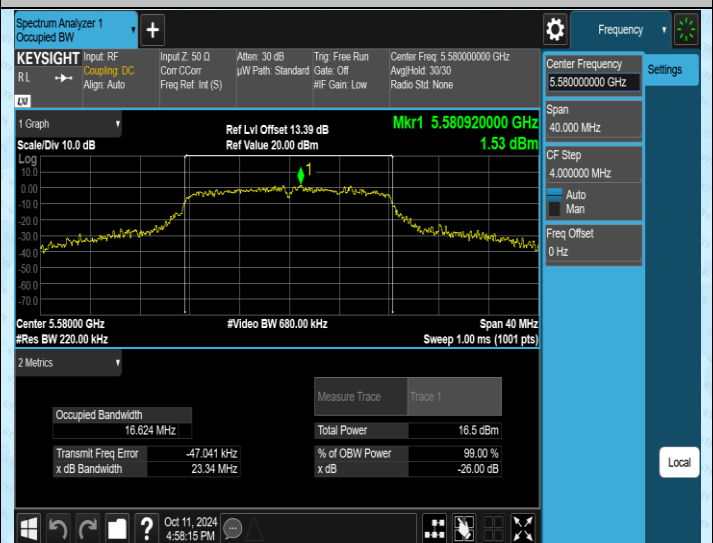 Spectrum Analyzer 1
Occupied BW
+
Frequency
KEYSIGHT
RL
Input: RF
Coupling: DC
Align: Auto
Input Z: 50 Ω
Corr CCorr
Freq Ref: Int (S)
Atten: 30 dB
µW Path: Standard
Trig: Free Run
Gate: Off
#IF Gain: Low
Center Freq: 5.580000000 GHz
Avg|Hold: 30/30
Radio Std: None
LXI
Center Frequency
5.580000000 GHz
Settings
Span
40.000 MHz
CF Step
4.000000 MHz
Auto
Man
Freq Offset
0 Hz
1 Graph
Scale/Div 10.0 dB
Ref Lvl Offset 13.39 dB
Ref Value 20.00 dBm
Mkr1 5.580920000 GHz
1.53 dBm
Log
10.0
0.00
-10.0
-20.0
-30.0
-40.0
-50.0
-60.0
-70.0
1
Center 5.58000 GHz
#Res BW 220.00 kHz
#Video BW 680.00 kHz
Span 40 MHz
Sweep 1.00 ms (1001 pts)
2 Metrics
Measure Trace Trace 1
Occupied Bandwidth
16.624 MHz
Total Power 16.5 dBm
Transmit Freq Error -47.041 kHz
% of OBW Power 99.00 %
x dB Bandwidth 23.34 MHz
x dB -26.00 dB
Local
?
Oct 11, 2024
4:58:15 PM